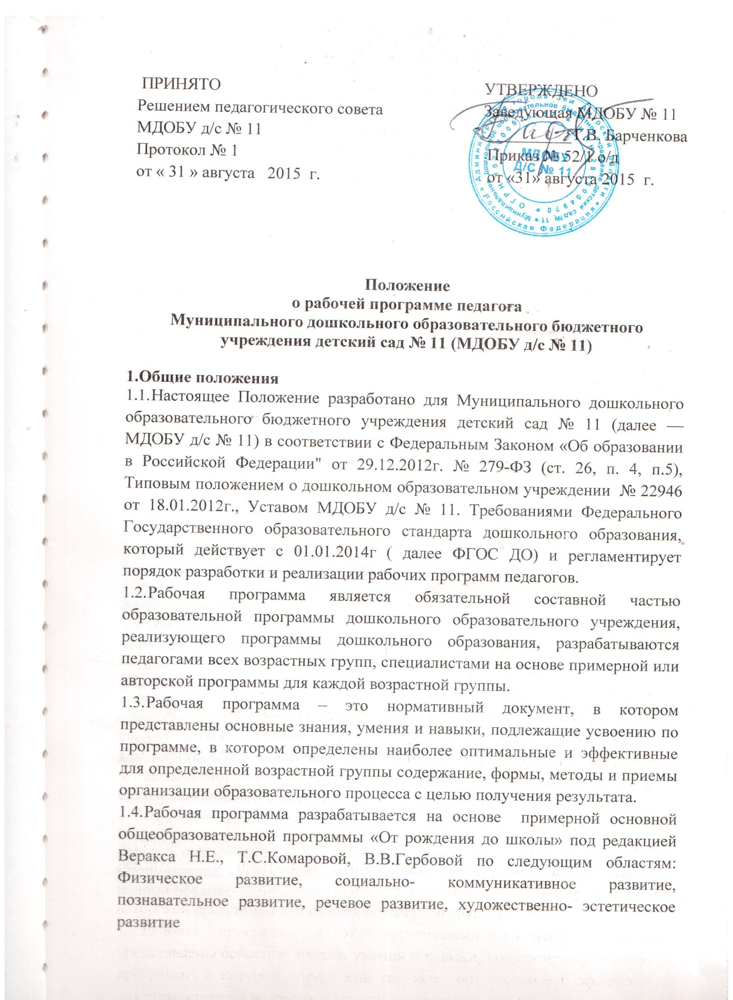 ПРИНЯТО
Решением педагогического совета
МДОБУ д/с № 11
Протокол № 1
от « 31 » августа 2015 г.
УТВЕРЖДЕНО
Заведующая МДОБУ № 11
Т.В. Барченкова
Приказ № 52/1 о/д
от «31» августа 2015 г.
МДОБУ
Д/С № 11
Положение
о рабочей программе педагога
Муниципального дошкольного образовательного бюджетного
учреждения детский сад № 11 (МДОБУ д/с № 11)
1.Общие положения
1.1.Настоящее Положение разработано для Муниципального дошкольного
образовательного бюджетного учреждения детский сад № 11 (далее —
МДОБУ д/с № 11) в соответствии с Федеральным Законом «Об образовании
в Российской Федерации" от 29.12.2012г. № 279-ФЗ (ст. 26, п. 4, п.5),
Типовым положением о дошкольном образовательном учреждении № 22946
от 18.01.2012г., Уставом МДОБУ д/с № 11. Требованиями Федерального
Государственного образовательного стандарта дошкольного образования,
который действует с 01.01.2014г ( далее ФГОС ДО) и регламентирует
порядок разработки и реализации рабочих программ педагогов.
1.2.Рабочая программа является обязательной составной частью
образовательной программы дошкольного образовательного учреждения,
реализующего программы дошкольного образования, разрабатываются
педагогами всех возрастных групп, специалистами на основе примерной или
авторской программы для каждой возрастной группы.
1.3.Рабочая программа – это нормативный документ, в котором
представлены основные знания, умения и навыки, подлежащие усвоению по
программе, в котором определены наиболее оптимальные и эффективные
для определенной возрастной группы содержание, формы, методы и приемы
организации образовательного процесса с целью получения результата.
1.4.Рабочая программа разрабатывается на основе примерной основной
общеобразовательной программы «От рождения до школы» под редакцией
Веракса Н.Е., Т.С.Комаровой, В.В.Гербовой по следующим областям:
Физическое развитие, социально- коммуникативное развитие,
познавательное развитие, речевое развитие, художественно- эстетическое
развитие